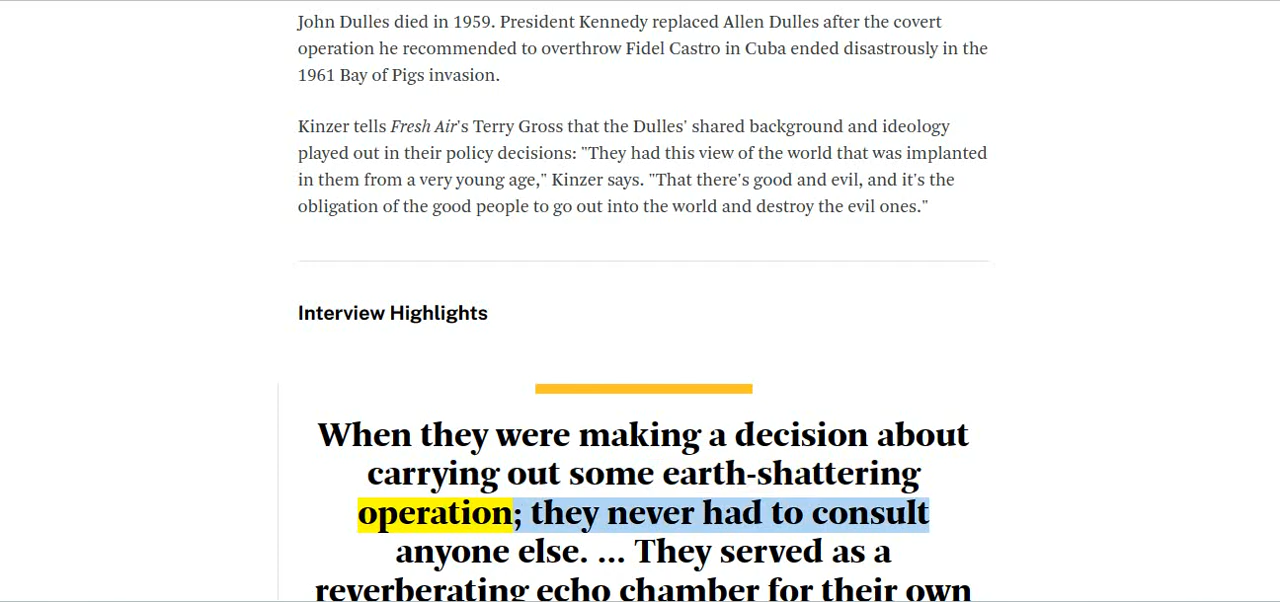 John Dulles died in 1959. President Kennedy replaced Allen Dulles after the covert
operation he recommended to overthrow Fidel Castro in Cuba ended disastrously in the
1961 Bay of Pigs invasion.
Kinzer tells Fresh Air's Terry Gross that the Dulles' shared background and ideology
played out in their policy decisions: "They had this view of the world that was implanted
in them from a very young age," Kinzer says. "That there's good and evil, and it's the
obligation of the good people to go out into the world and destroy the evil ones."
Interview Highlights
When they were making a decision about
carrying out some earth-shattering
operation; they never had to consult
anyone else. ... They served as a
reverberating echo chamber for their own